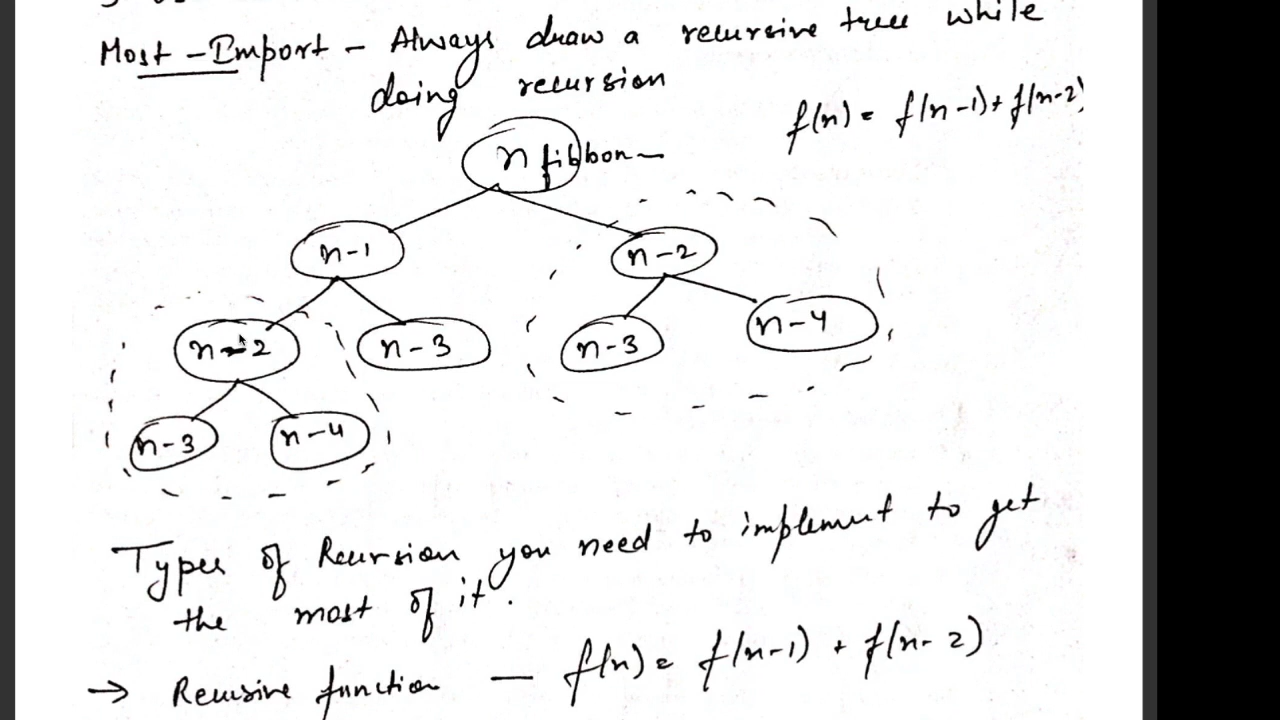 Most - Import - Always draw a recursive tree while
doing recursion
f(n) = f(n-1) + f(n-2)
n fibbon
n-1
n-2
n-2
n-3
n-3
n-4
n-3
n-4
Types of Recursion you need to implement to get
the most of it.
→ Recusive function — f(n) = f(n-1) + f(n-2)